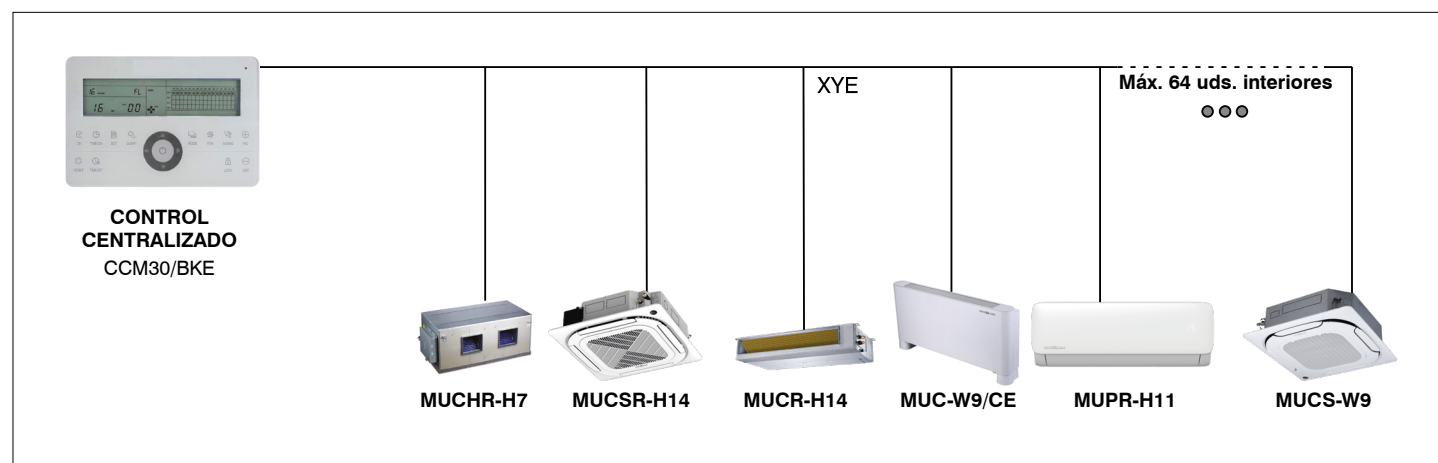 XYE
Máx. 64 uds. interiores
CONTROL
CENTRALIZADO
CCM30/BKE
MUCHR-H7
MUCSR-H14
MUCR-H14
MUC-W9/CE
MUPR-H11
MUCS-W9